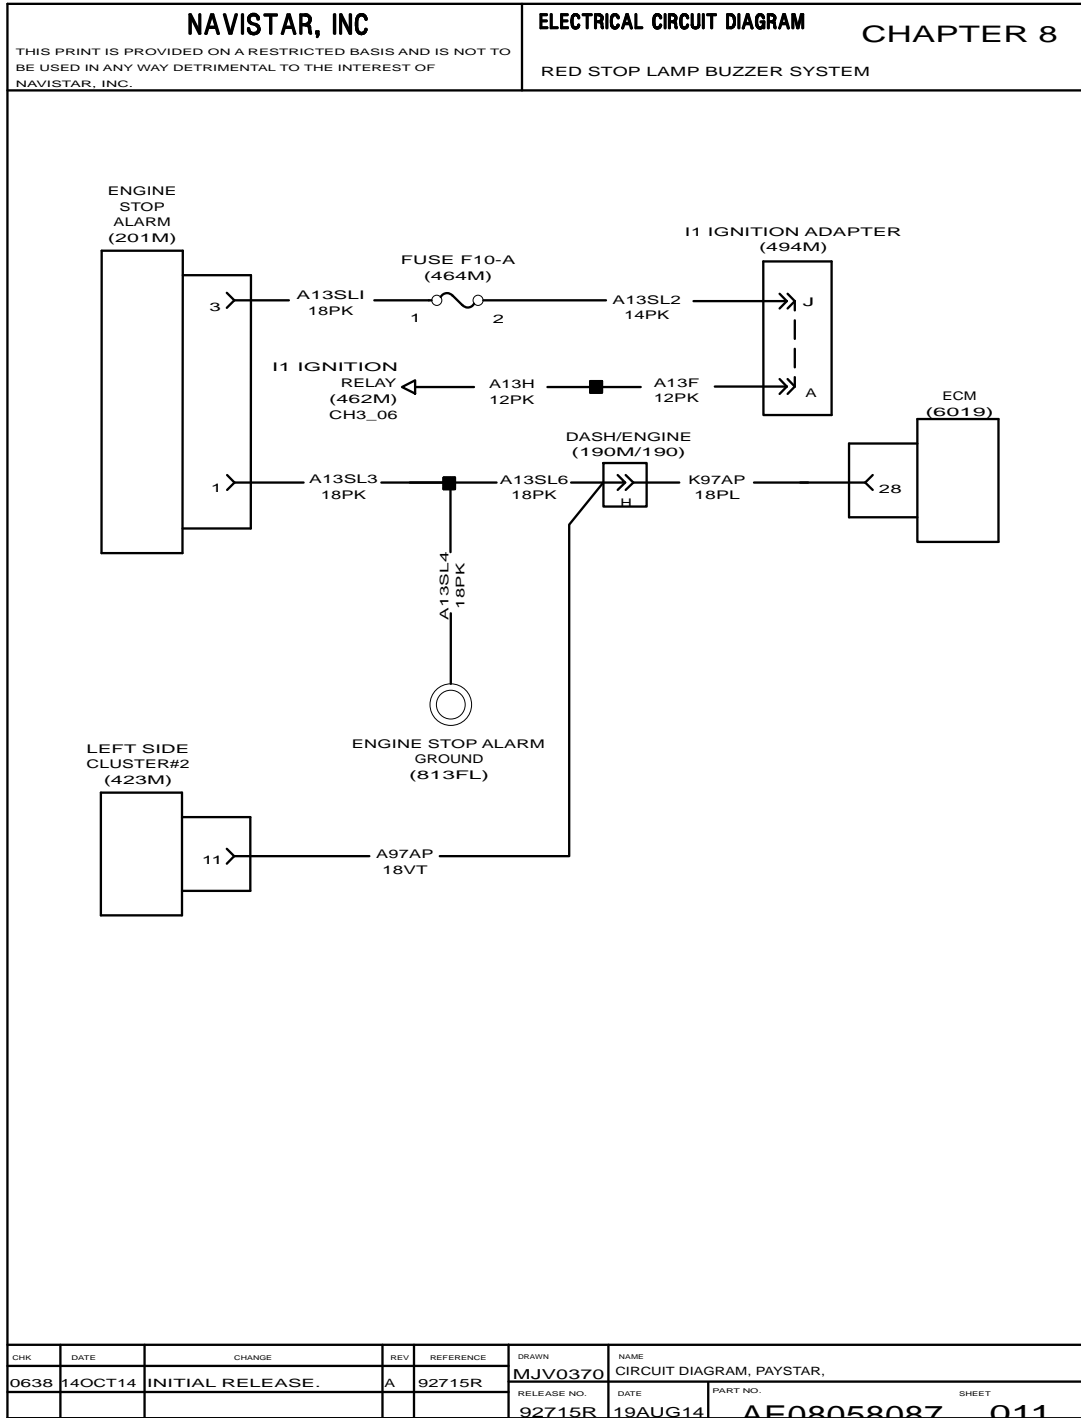 NAVISTAR, INC
THIS PRINT IS PROVIDED ON A RESTRICTED BASIS AND IS NOT TO
BE USED IN ANY WAY DETRIMENTAL TO THE INTEREST OF
NAVISTAR, INC.
ELECTRICAL CIRCUIT DIAGRAM
CHAPTER 8
RED STOP LAMP BUZZER SYSTEM
ENGINE
STOP
ALARM
(201M)
3
1
A13SLI
18PK
FUSE F10-A
(464M)
1
2
A13SL2
14PK
I1 IGNITION ADAPTER
(494M)
J
A
I1 IGNITION
RELAY
(462M)
CH3_06
A13H
12PK
A13F
12PK
ECM
(6019)
28
DASH/ENGINE
(190M/190)
H
A13SL3
18PK
A13SL6
18PK
K97AP
18PL
A13SL4
18PK
ENGINE STOP ALARM
GROUND
(813FL)
LEFT SIDE
CLUSTER#2
(423M)
11
A97AP
18VT
CHK DATE CHANGE REV REFERENCE
0638 14OCT14 INITIAL RELEASE. A 92715R
DRAWN
MJV0370
NAME
CIRCUIT DIAGRAM, PAYSTAR,
RELEASE NO.
92715R
DATE
19AUG14
PART NO.
AE08058087
SHEET
011